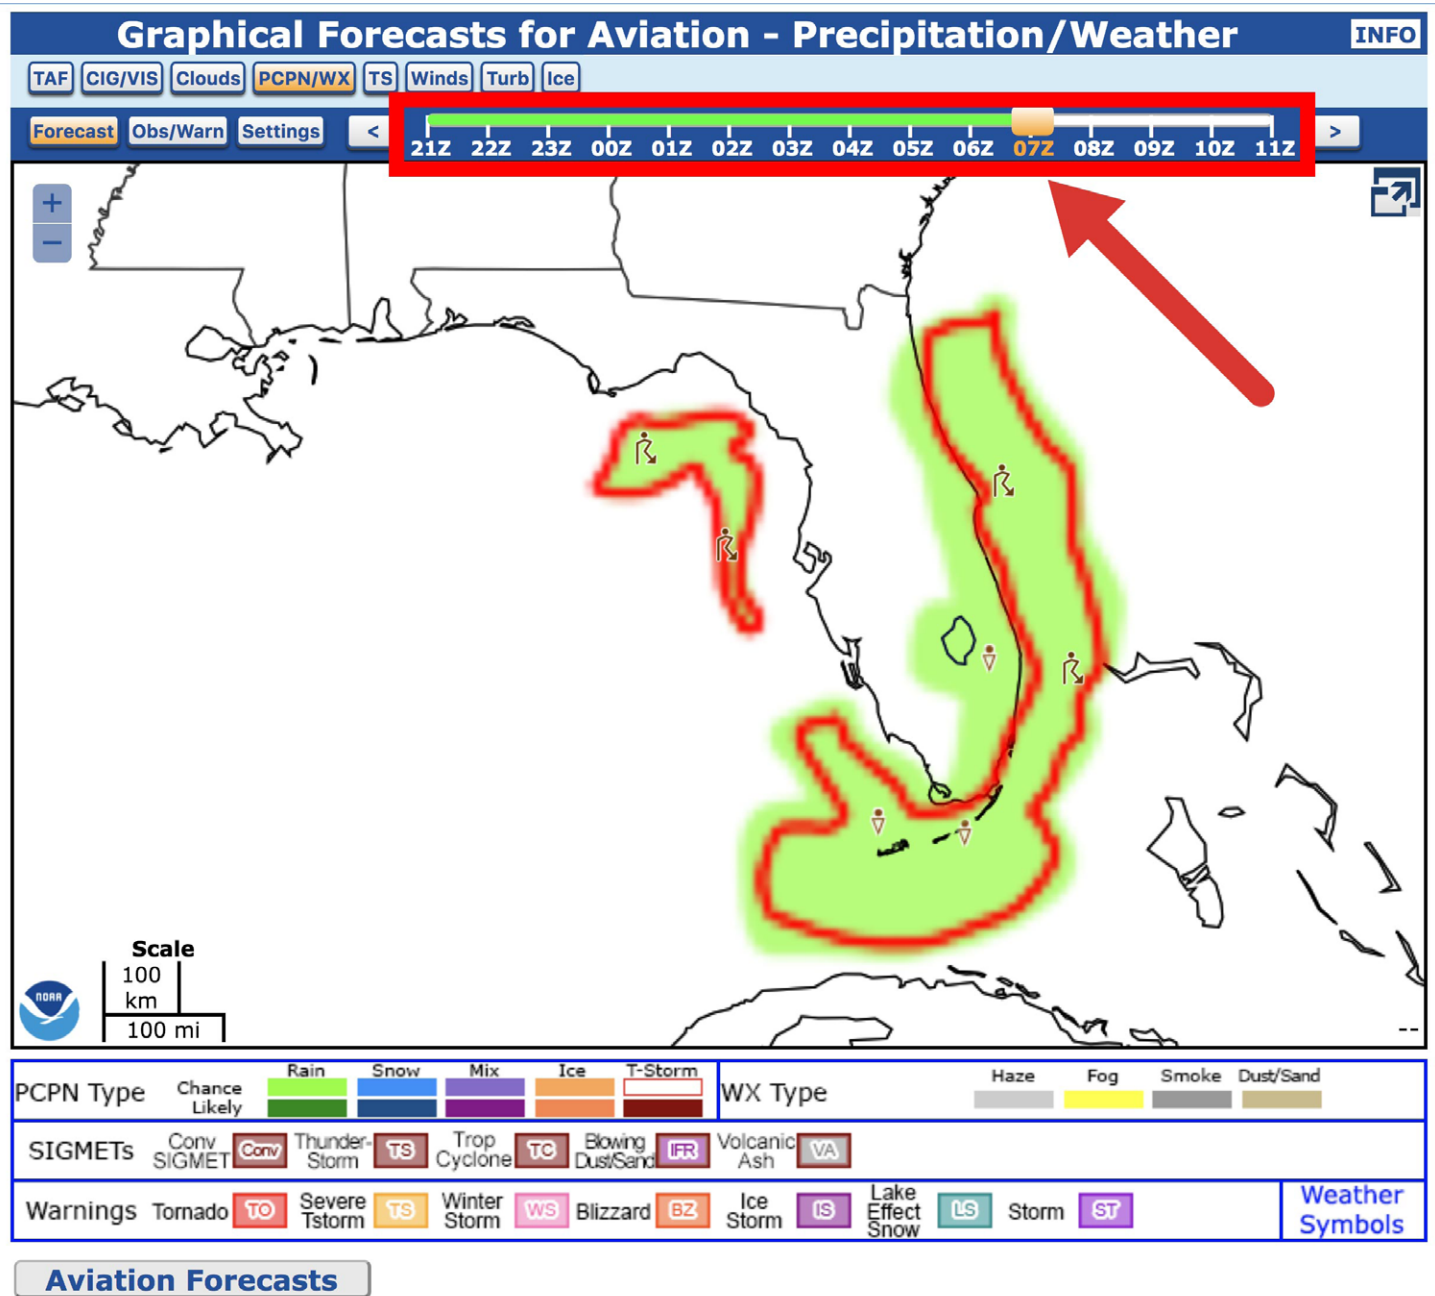 Graphical Forecasts for Aviation - Precipitation/Weather INFO
TAF CIG/VIS Clouds PCPN/WX TS Winds Turb Ice
Forecast Obs/Warn Settings < >
21Z 22Z 23Z 00Z 01Z 02Z 03Z 04Z 05Z 06Z 07Z 08Z 09Z 10Z 11Z
+
−
Scale
100
km
100 mi
NOAA
--
Rain Snow Mix Ice T-Storm
PCPN Type
Chance
Likely
WX Type
Haze Fog Smoke Dust/Sand
SIGMETs
Conv
SIGMET
Conv
Thunder-
Storm
TS
Trop
Cyclone
TC
Blowing
Dust/Sand
IFR
Volcanic
Ash
VA
Warnings
Tornado
TO
Severe
Tstorm
TS
Winter
Storm
WS
Blizzard
BZ
Ice
Storm
IS
Lake
Effect
Snow
LS
Storm
ST
Weather
Symbols
Aviation Forecasts